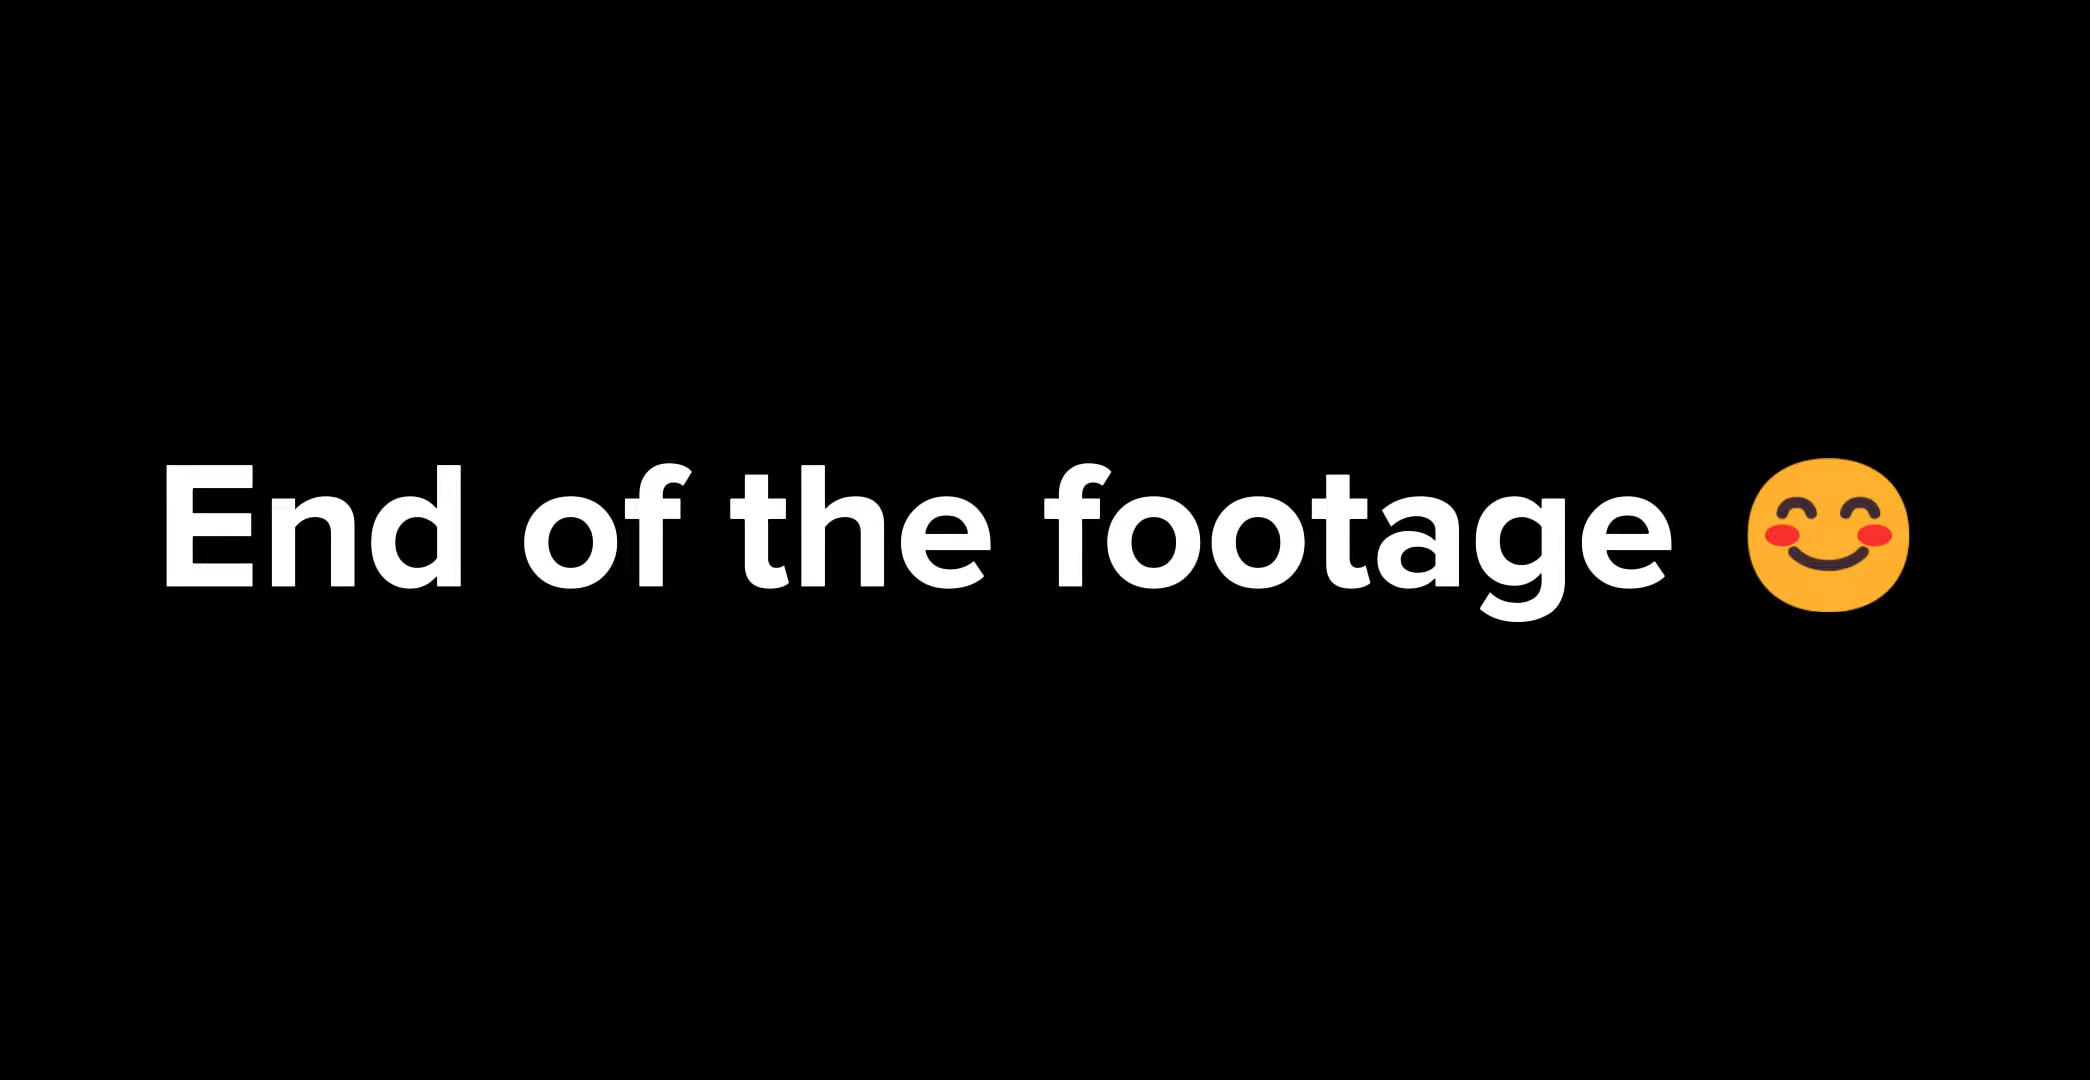 End of the footage 😊